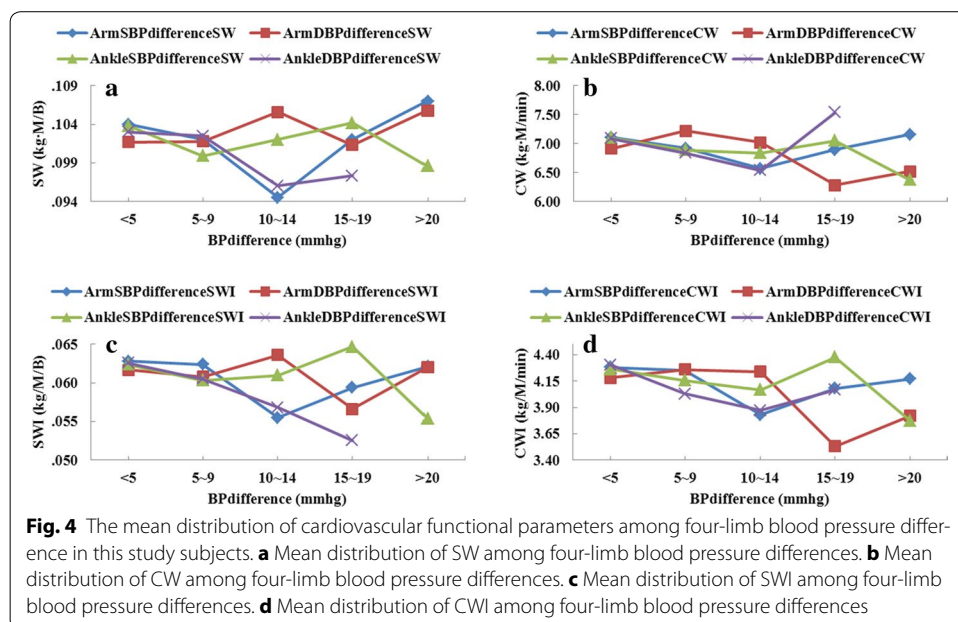 ArmSBPdifferenceSW ArmDBPdifferenceSW
AnkleSBPdifferenceSW AnkleDBPdifferenceSW
a
SW (kg·M/B)
.109
.104
.099
.094
<5 5~9 10~14 15~19 >20
BPdifference (mmhg)
ArmSBPdifferenceCW ArmDBPdifferenceCW
AnkleSBPdifferenceCW AnkleDBPdifferenceCW
b
CW (kg·M/min)
8.00
7.50
7.00
6.50
6.00
<5 5~9 10~14 15~19 >20
BPdifference (mmhg)
ArmSBPdifferenceSWI ArmDBPdifferenceSWI
AnkleSBPdifferenceSWI AnkleDBPdifferenceSWI
c
SWI (kg/M/B)
.065
.060
.055
.050
<5 5~9 10~14 15~19 >20
BPdifference (mmhg)
ArmSBPdifferenceCWI ArmDBPdifferenceCWI
AnkleSBPdifferenceCWI AnkleDBPdifferenceCWI
d
CWI (kg/M/min)
4.40
4.15
3.90
3.65
3.40
<5 5~9 10~14 15~19 >20
BPdifference (mmhg)
Fig. 4 The mean distribution of cardiovascular functional parameters among four-limb blood pressure differ-
ence in this study subjects. a Mean distribution of SW among four-limb blood pressure differences. b Mean
distribution of CW among four-limb blood pressure differences. c Mean distribution of SWI among four-limb
blood pressure differences. d Mean distribution of CWI among four-limb blood pressure differences